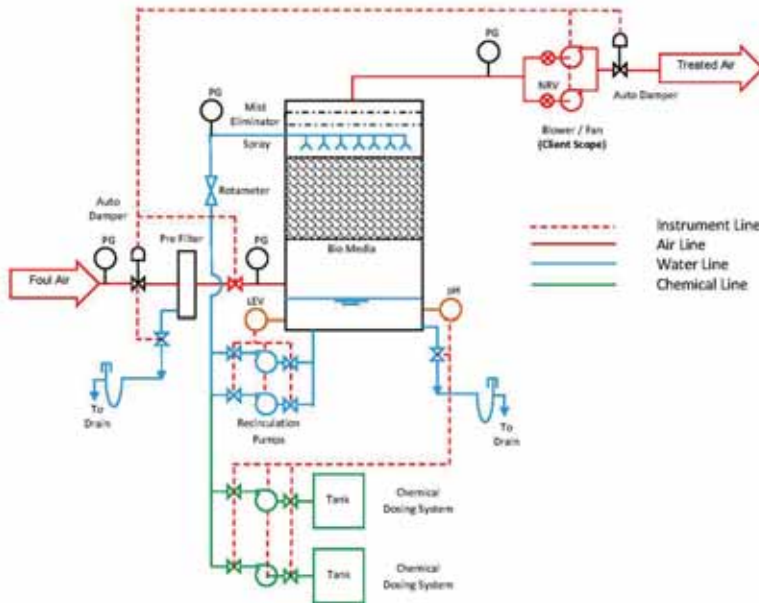 PG
Treated Air
NRV
Auto Damper
Blower / Fan
(Client Scope)
PG
Mist
Eliminator
Spray
Rotameter
Auto
Damper
Pre Filter
PG
PG
Foul Air
Bio Media
Instrument Line
Air Line
Water Line
Chemical Line
LEV
pH
To
Drain
Recirculation
Pumps
To
Drain
Tank
Chemical
Dosing System
Tank
Chemical
Dosing System